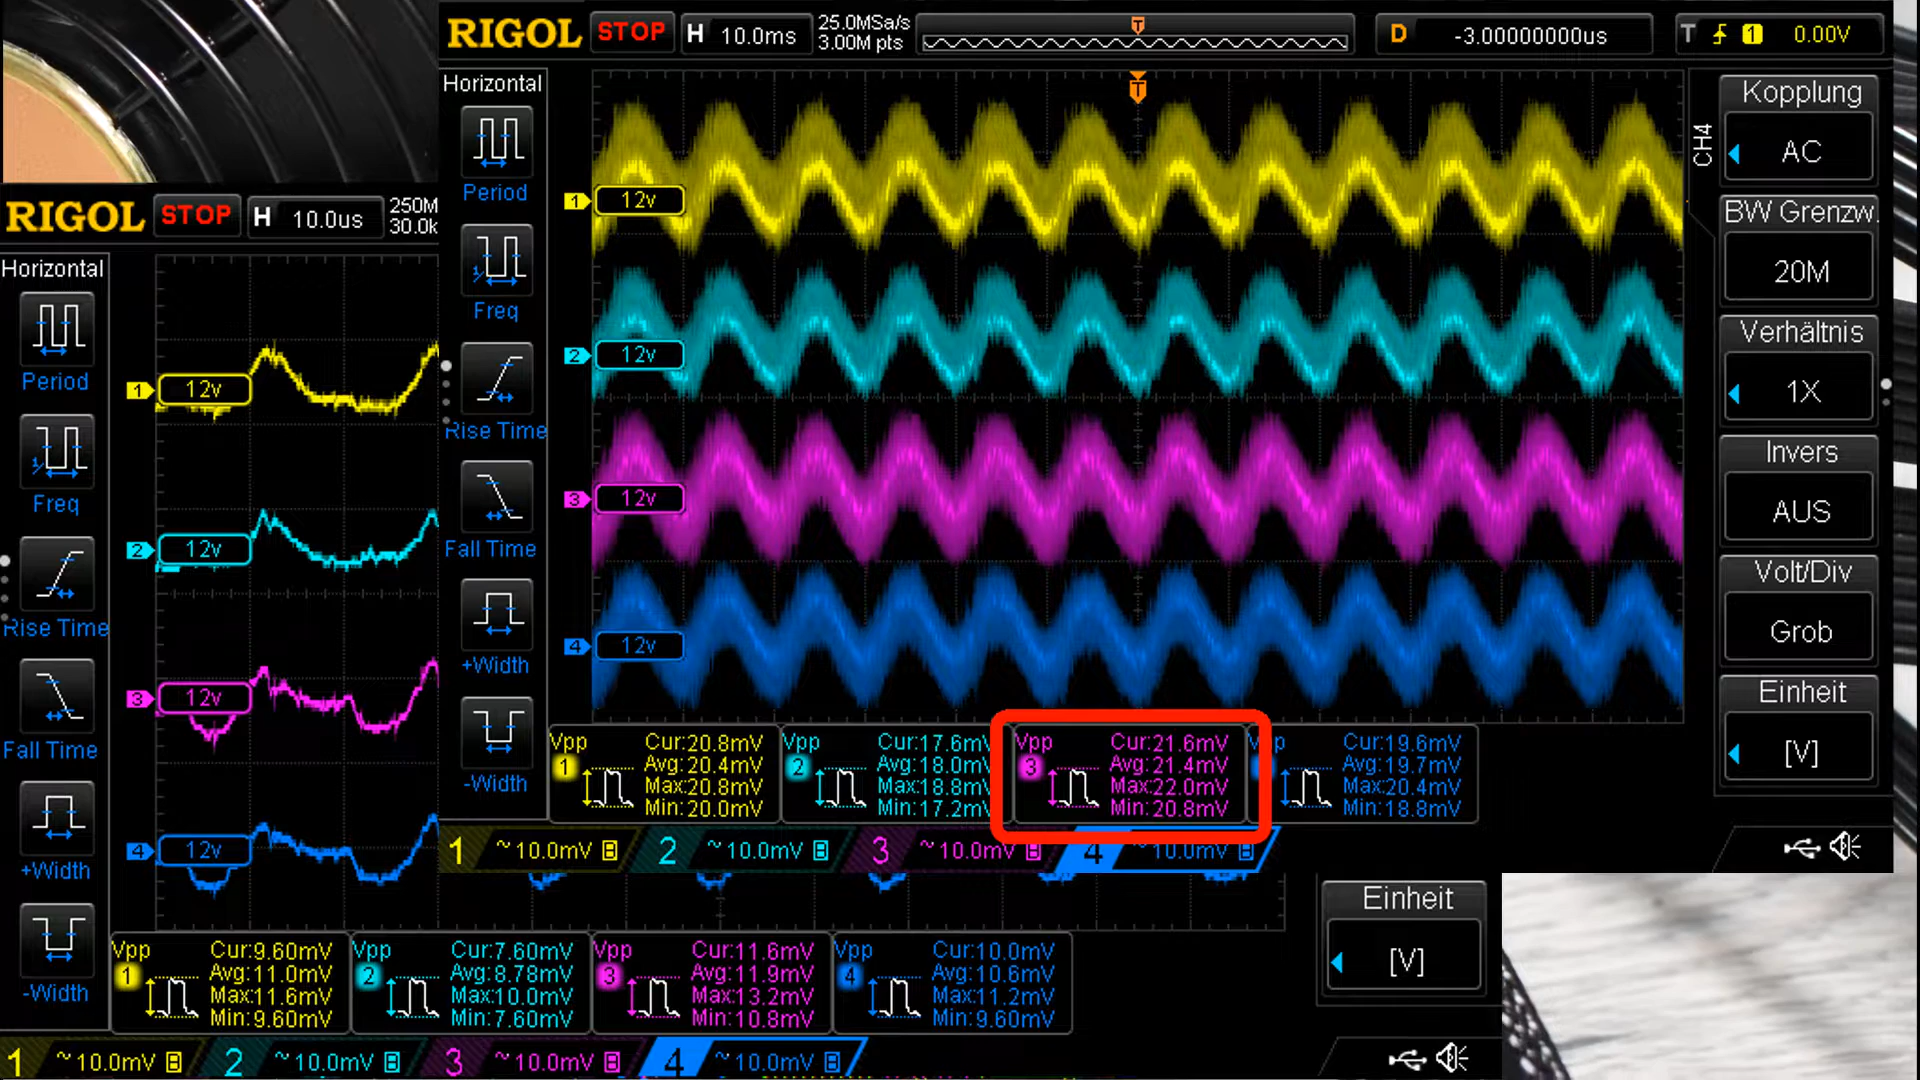 RIGOL STOP H 10.0ms 25.0MSa/s 3.00M pts T D -3.00000000us T 1 0.00V
Horizontal
Period
Freq
Rise Time
Fall Time
+Width
-Width
T
1 12v
2 12v
3 12v
4 12v
CH4
Kopplung
AC
BW Grenzw.
20M
Verhältnis
1X
Invers
AUS
Volt/Div
Grob
Einheit
[V]
Vpp 1 Cur:20.8mV
Avg:20.4mV
Max:20.8mV
Min:20.0mV
Vpp 2 Cur:17.6mV
Avg:18.0mV
Max:18.8mV
Min:17.2mV
Vpp 3 Cur:21.6mV
Avg:21.4mV
Max:22.0mV
Min:20.8mV
Cur:19.6mV
Avg:19.7mV
Max:20.4mV
Min:18.8mV
1 ~10.0mV B 2 ~10.0mV B 3 ~10.0mV B 4 ~10.0mV B
RIGOL STOP H 10.0us 250M
30.0k
Horizontal
Period
Freq
Rise Time
Fall Time
+Width
-Width
1 12v
2 12v
3 12v
4 12v
Einheit
[V]
Vpp 1 Cur:9.60mV
Avg:11.0mV
Max:11.6mV
Min:9.60mV
Vpp 2 Cur:7.60mV
Avg:8.78mV
Max:10.0mV
Min:7.60mV
Vpp 3 Cur:11.6mV
Avg:11.9mV
Max:13.2mV
Min:10.8mV
Vpp 4 Cur:10.0mV
Avg:10.6mV
Max:11.2mV
Min:9.60mV
1 ~10.0mV B 2 ~10.0mV B 3 ~10.0mV B 4 ~10.0mV B